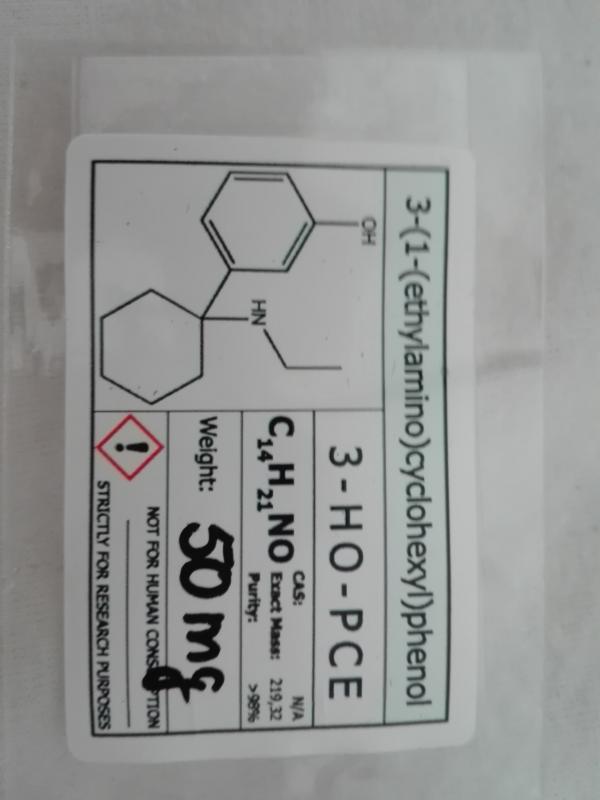 3-(1-(ethylamino)cyclohexyl)phenol
OH
HN
3-HO-PCE
C14H21NO
CAS: N/A
Exact Mass: 219,32
Purity: >98%
Weight: 50 mg
NOT FOR HUMAN CONSUMPTION
STRICTLY FOR RESEARCH PURPOSES